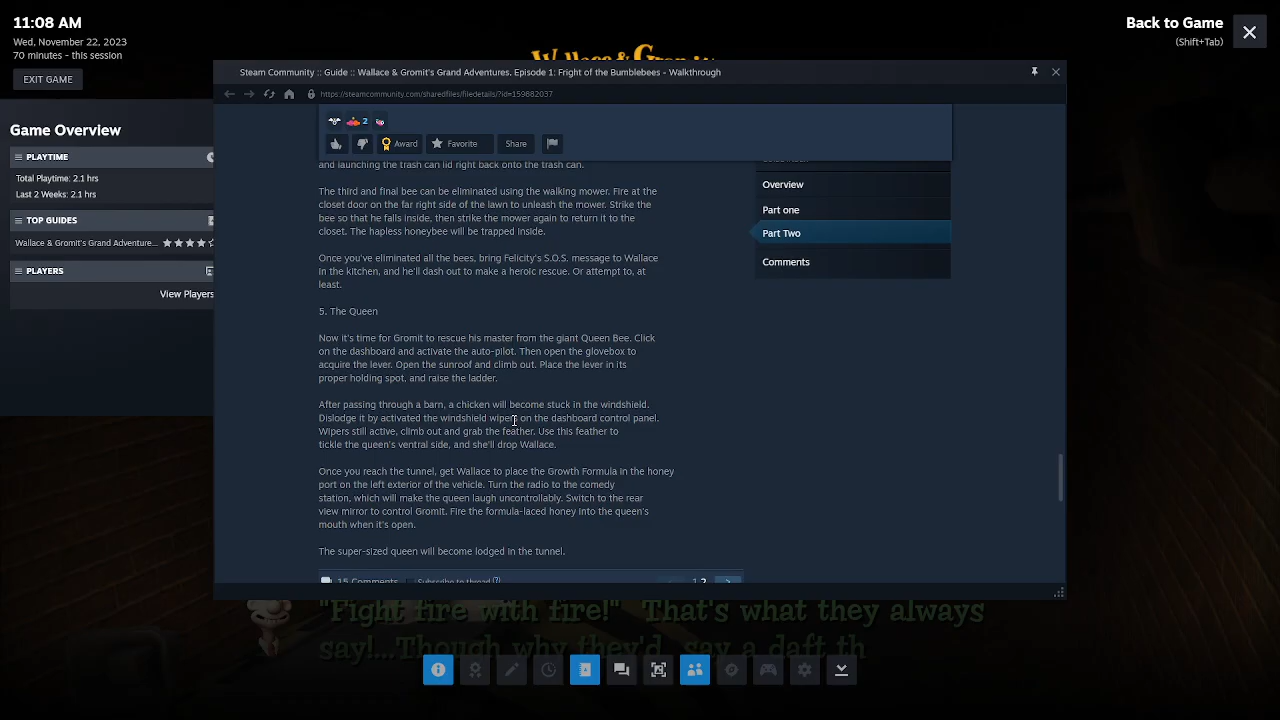 11:08 AM
Wed, November 22, 2023
70 minutes - this session
EXIT GAME
Back to Game
(Shift+Tab)
Wallace & Gromit's
Game Overview
PLAYTIME
Total Playtime: 2.1 hrs
Last 2 Weeks: 2.1 hrs
TOP GUIDES
Wallace & Gromit's Grand Adventure...
PLAYERS
View Players
Steam Community :: Guide :: Wallace & Gromit's Grand Adventures, Episode 1: Fright of the Bumblebees - Walkthrough
https://steamcommunity.com/sharedfiles/filedetails/?id=159882037
2
Award
Favorite
Share
and launching the trash can lid right back onto the trash can.
The third and final bee can be eliminated using the walking mower. Fire at the
closet door on the far right side of the lawn to unleash the mower. Strike the
bee so that he falls inside, then strike the mower again to return it to the
closet. The hapless honeybee will be trapped inside.
Once you've eliminated all the bees, bring Felicity's S.O.S. message to Wallace
in the kitchen, and he'll dash out to make a heroic rescue. Or attempt to, at
least.
5. The Queen
Now it's time for Gromit to rescue his master from the giant Queen Bee. Click
on the dashboard and activate the auto-pilot. Then open the glovebox to
acquire the lever. Open the sunroof and climb out. Place the lever in its
proper holding spot, and raise the ladder.
After passing through a barn, a chicken will become stuck in the windshield.
Dislodge it by activated the windshield wipers on the dashboard control panel.
Wipers still active, climb out and grab the feather. Use this feather to
tickle the queen's ventral side, and she'll drop Wallace.
Once you reach the tunnel, get Wallace to place the Growth Formula in the honey
port on the left exterior of the vehicle. Turn the radio to the comedy
station, which will make the queen laugh uncontrollably. Switch to the rear
view mirror to control Gromit. Fire the formula-laced honey into the queen's
mouth when it's open.
The super-sized queen will become lodged in the tunnel.
15 Comments
Subscribe to thread
(?)
1 2
Overview
Part one
Part Two
Comments
"Fight fire with fire!" That's what they always
say!...Though why they'd say a daft th